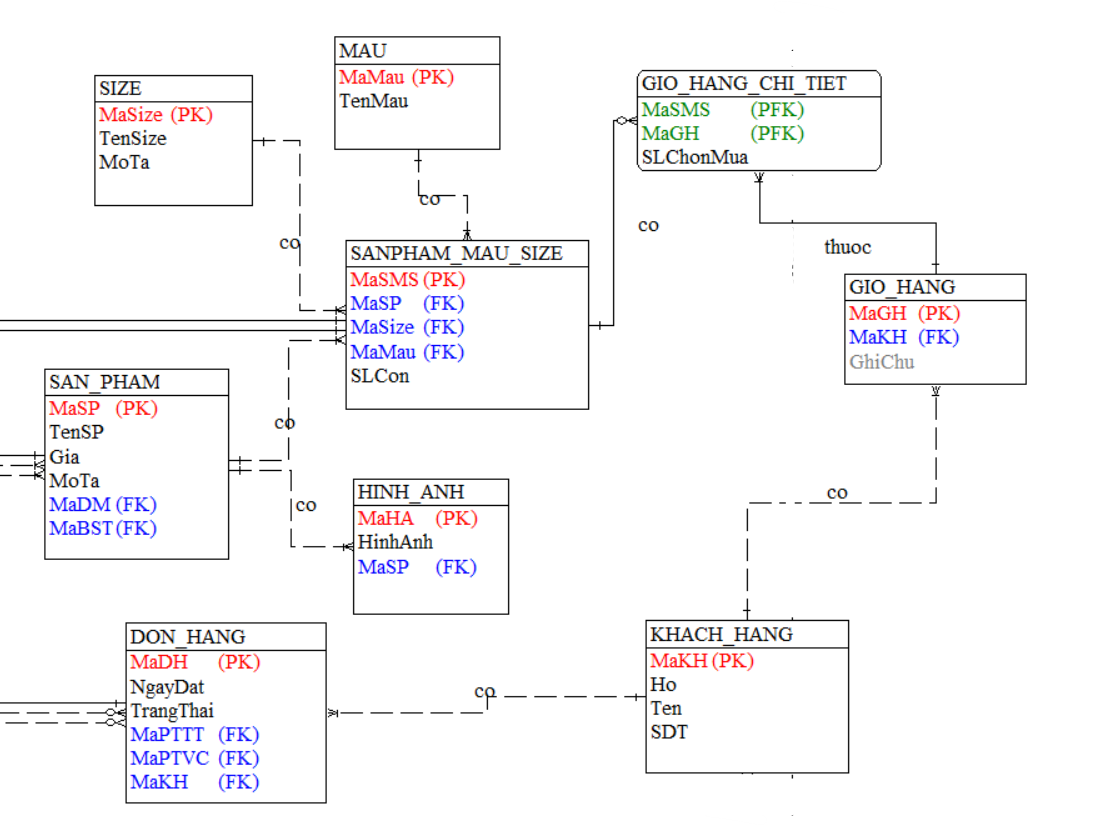 MAU
MaMau (PK)
TenMau
SIZE
MaSize (PK)
TenSize
MoTa
GIO_HANG_CHI_TIET
MaSMS (PFK)
MaGH (PFK)
SLChonMua
co
co
co
thuoc
SANPHAM_MAU_SIZE
MaSMS (PK)
MaSP (FK)
MaSize (FK)
MaMau (FK)
SLCon
GIO_HANG
MaGH (PK)
MaKH (FK)
GhiChu
SAN_PHAM
MaSP (PK)
TenSP
Gia
MoTa
MaDM (FK)
MaBST (FK)
co
co
HINH_ANH
MaHA (PK)
HinhAnh
MaSP (FK)
co
DON_HANG
MaDH (PK)
NgayDat
TrangThai
MaPTTT (FK)
MaPTVC (FK)
MaKH (FK)
co
KHACH_HANG
MaKH (PK)
Ho
Ten
SDT